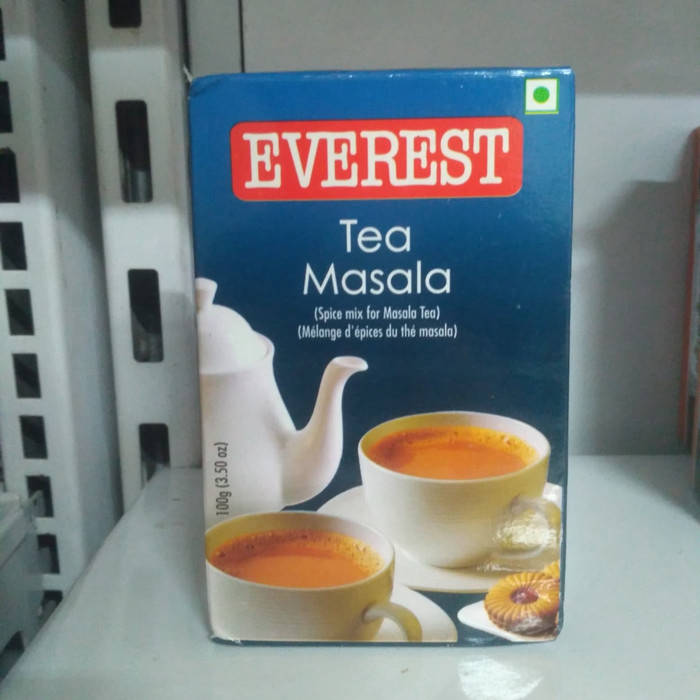 EVEREST
Tea
Masala
(Spice mix for Masala Tea)
(Mélange d'épices du thé masala)
100g (3.50 oz)